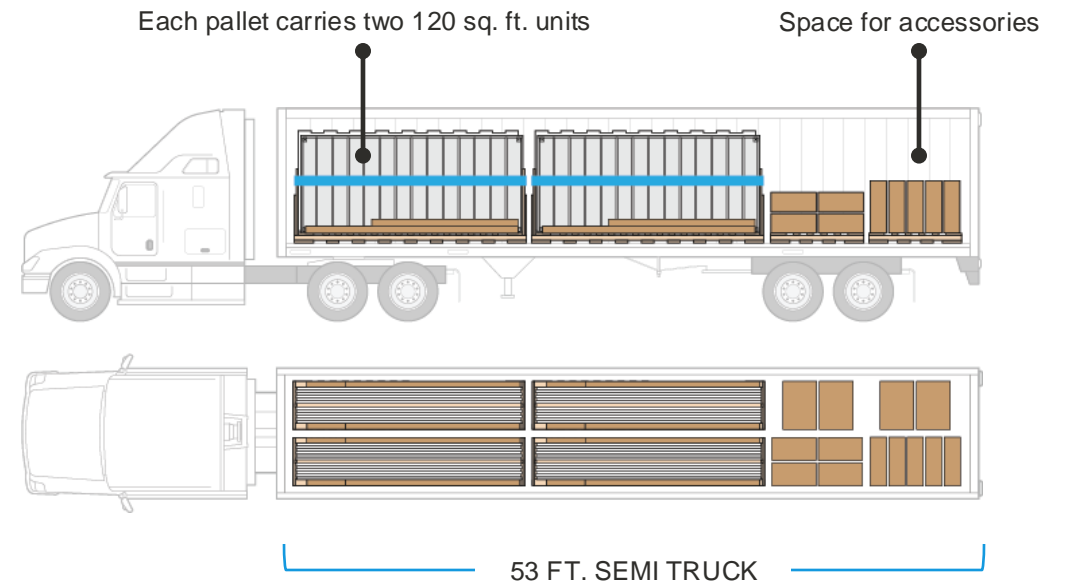 Each pallet carries two 120 sq. ft. units
Space for accessories
53 FT. SEMI TRUCK